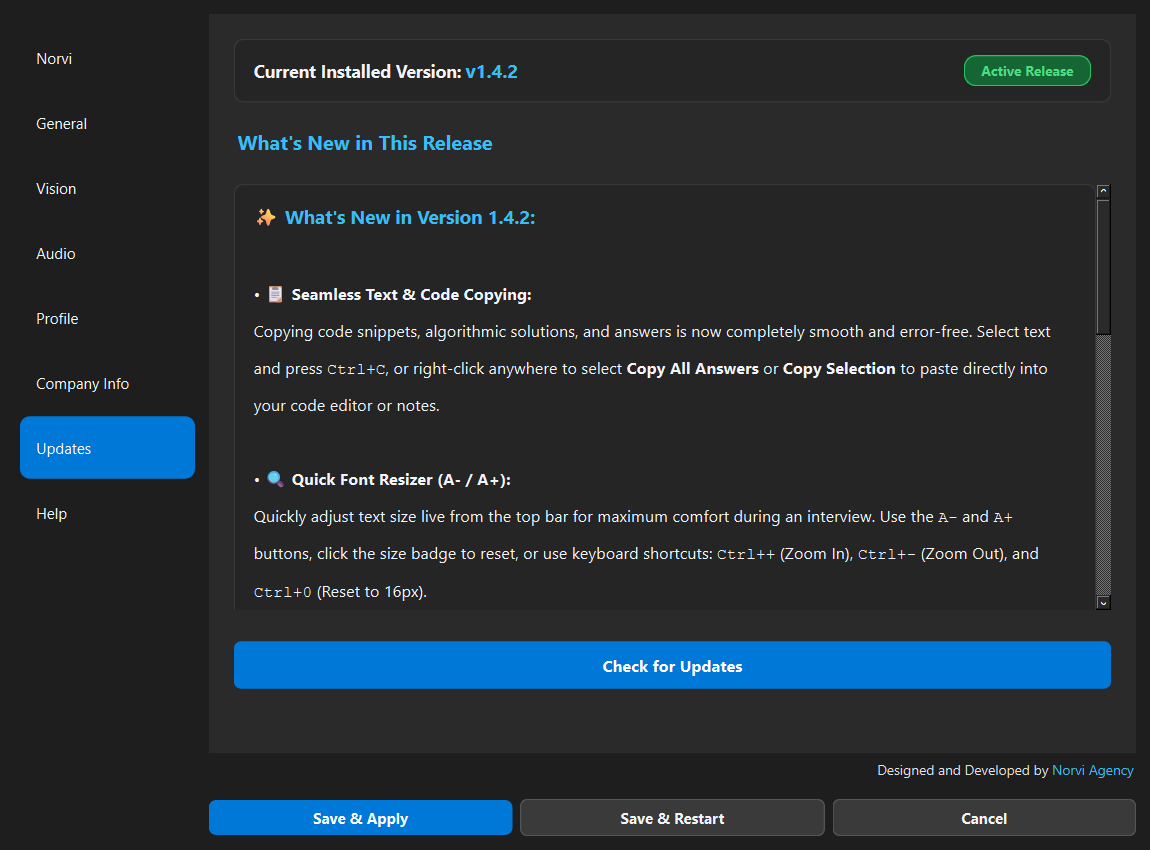 Norvi
General
Vision
Audio
Profile
Company Info
Updates
Help
Current Installed Version: v1.4.2
Active Release
What's New in This Release
✨ What's New in Version 1.4.2:
• 📋 Seamless Text & Code Copying:
Copying code snippets, algorithmic solutions, and answers is now completely smooth and error-free. Select text
and press Ctrl+C, or right-click anywhere to select Copy All Answers or Copy Selection to paste directly into
your code editor or notes.
• 🔍 Quick Font Resizer (A- / A+):
Quickly adjust text size live from the top bar for maximum comfort during an interview. Use the A- and A+
buttons, click the size badge to reset, or use keyboard shortcuts: Ctrl++ (Zoom In), Ctrl+- (Zoom Out), and
Ctrl+0 (Reset to 16px).
Check for Updates
Designed and Developed by Norvi Agency
Save & Apply
Save & Restart
Cancel